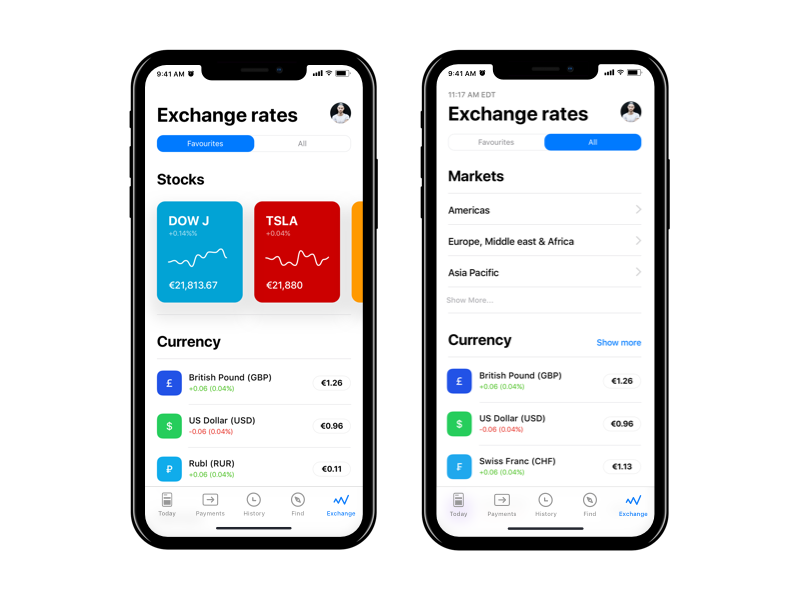 9:41 AM
Exchange rates
Favourites
All
Stocks
DOW J
+0.14%%
€21,813.67
TSLA
+0.04%
€21,880
Currency
£
British Pound (GBP)
+0.06 (0.04%)
€1.26
$
US Dollar (USD)
-0.06 (0.04%)
€0.96
₽
Rubl (RUR)
+0.06 (0.04%)
€0.11
Today
Payments
History
Find
Exchange
9:41 AM
11:17 AM EDT
Exchange rates
Favourites
All
Markets
Americas
Europe, Middle east & Africa
Asia Pacific
Show More...
Currency
Show more
£
British Pound (GBP)
+0.06 (0.04%)
€1.26
$
US Dollar (USD)
-0.06 (0.04%)
€0.96
₣
Swiss Franc (CHF)
+0.06 (0.04%)
€1.13
Today
Payments
History
Find
Exchange